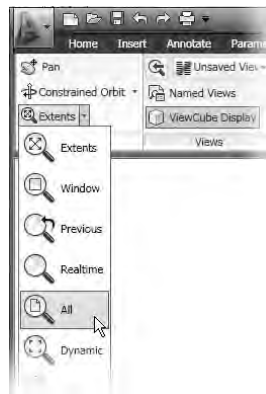 Home Insert Annotate Param
Pan
Constrained Orbit
Extents
Unsaved View
Named Views
ViewCube Display
Views
Extents
Window
Previous
Realtime
All
Dynamic